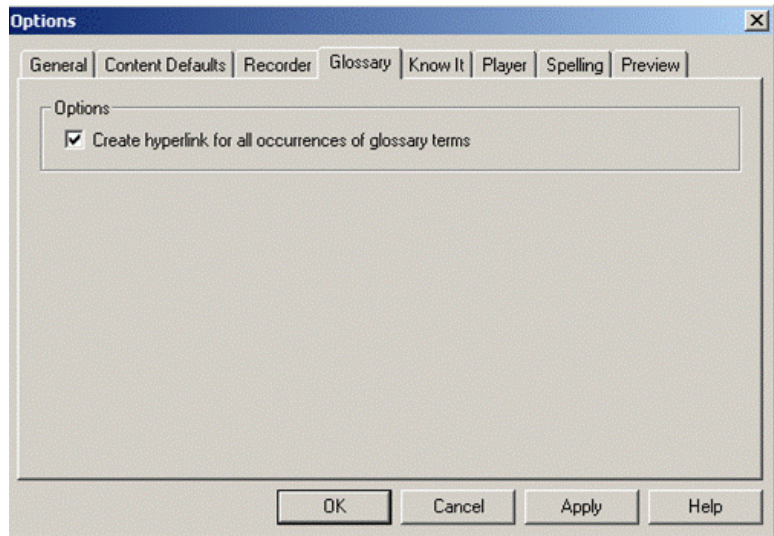 Options
General Content Defaults Recorder Glossary Know It Player Spelling Preview
Options
Create hyperlink for all occurrences of glossary terms
OK Cancel Apply Help